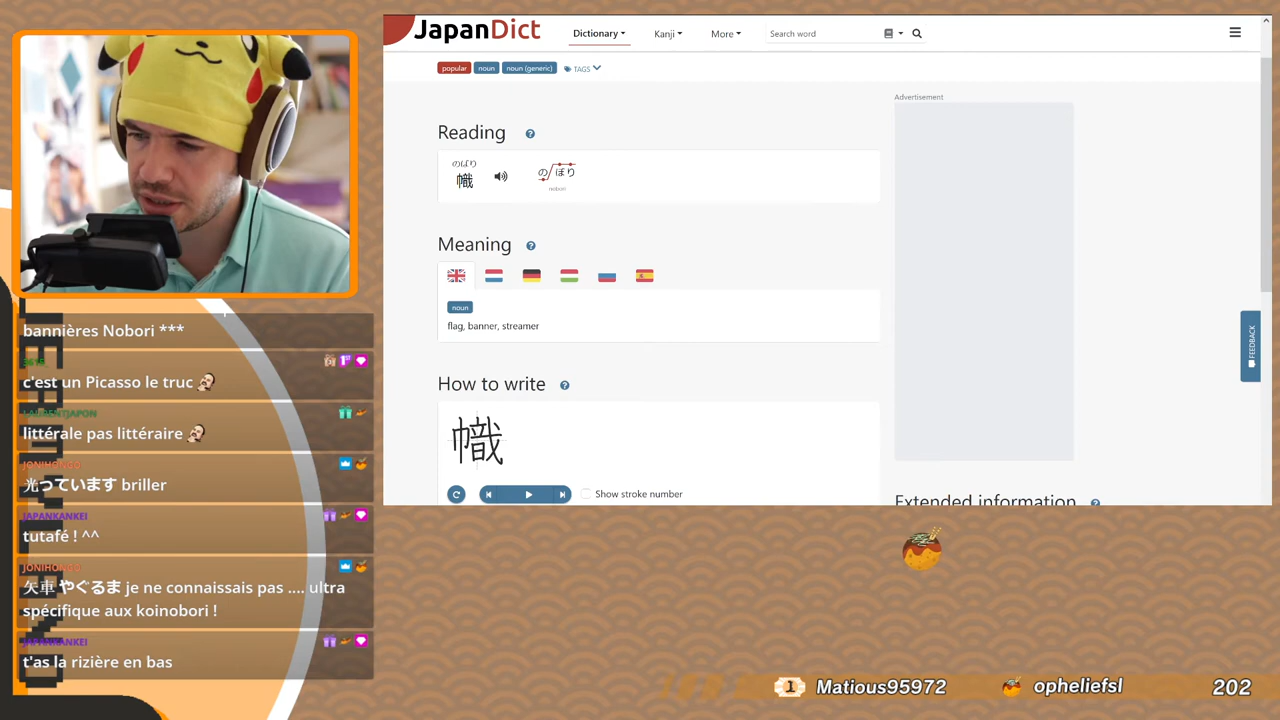 JapanDict
Dictionary
Kanji
More
Search word
popular
noun
noun (generic)
TAGS
Advertisement
Reading
のぼり
幟
のぼり
nobori
Meaning
noun
flag, banner, streamer
How to write
幟
Show stroke number
Extended information
FEEDBACK
bannières Nobori ***
c'est un Picasso le truc
LAURENTJAPON
littérale pas littéraire
JONIHONGO
光っています briller
JAPANKANKEI
tutafé ! ^^
JONIHONGO
矢車 やぐるま je ne connaissais pas .... ultra
spécifique aux koinobori !
JAPANKANKEI
t'as la rizière en bas
1 Matious95972
opheliefsl
202